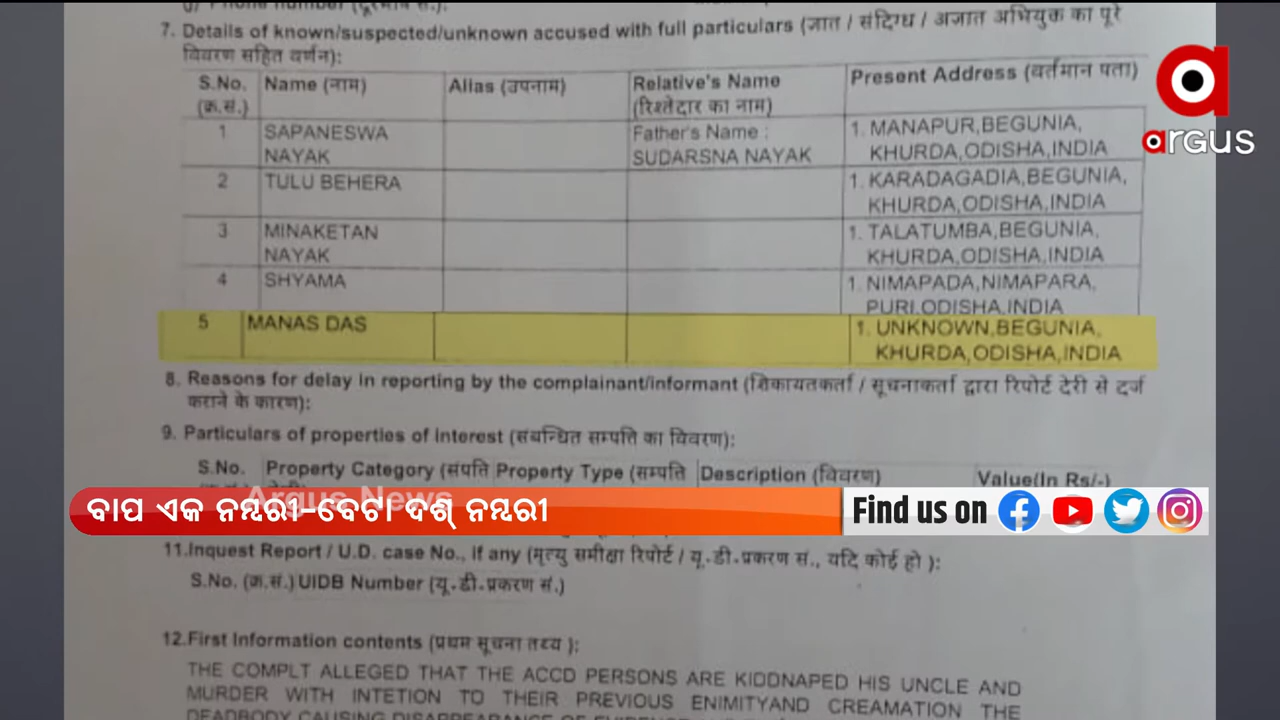 7. Details of known/suspected/unknown accused with full particulars (ज्ञात / संदिग्ध / अज्ञात अभियुक्त का पूरे
विवरण सहित वर्णन):
S.No. Name (नाम) Alias (उपनाम) Relative's Name Present Address (वर्तमान पता)
(क्र.सं.) (रिश्तेदार का नाम)
1 SAPANESWA Father's Name : 1. MANAPUR,BEGUNIA,
NAYAK SUDARSNA NAYAK KHURDA,ODISHA,INDIA
2 TULU BEHERA 1. KARADAGADIA,BEGUNIA,
KHURDA,ODISHA,INDIA
3 MINAKETAN 1. TALATUMBA,BEGUNIA,
NAYAK KHURDA,ODISHA,INDIA
4 SHYAMA 1. NIMAPADA,NIMAPARA,
PURI,ODISHA,INDIA
5 MANAS DAS 1. UNKNOWN,BEGUNIA,
KHURDA,ODISHA,INDIA
8. Reasons for delay in reporting by the complainant/informant (शिकायतकर्ता / सूचनाकर्ता द्वारा रिपोर्ट देरी से दर्ज
कराने के कारण):
9. Particulars of properties of interest (संबन्धित सम्पति का विवरण):
S.No. Property Category (संपति Property Type (सम्पति Description (विवरण) Value(In Rs/-)
Argus News
ବାପ ଏକ ନମ୍ବରୀ-ବେଟା ଦଶ୍ ନମ୍ବରୀ
Find us on
11.Inquest Report / U.D. case No., if any (मृत्यु समीक्षा रिपोर्ट / यू.डी.प्रकरण सं., यदि कोई हो ):
S.No. (क्र.सं.) UIDB Number (यू.डी.प्रकरण सं.)
12.First Information contents (प्रथम सूचना तथ्य ):
THE COMPLT ALLEGED THAT THE ACCD PERSONS ARE KIDDNAPED HIS UNCLE AND
MURDER WITH INTETION TO THEIR PREVIOUS ENIMITYAND CREAMATION THE
argus